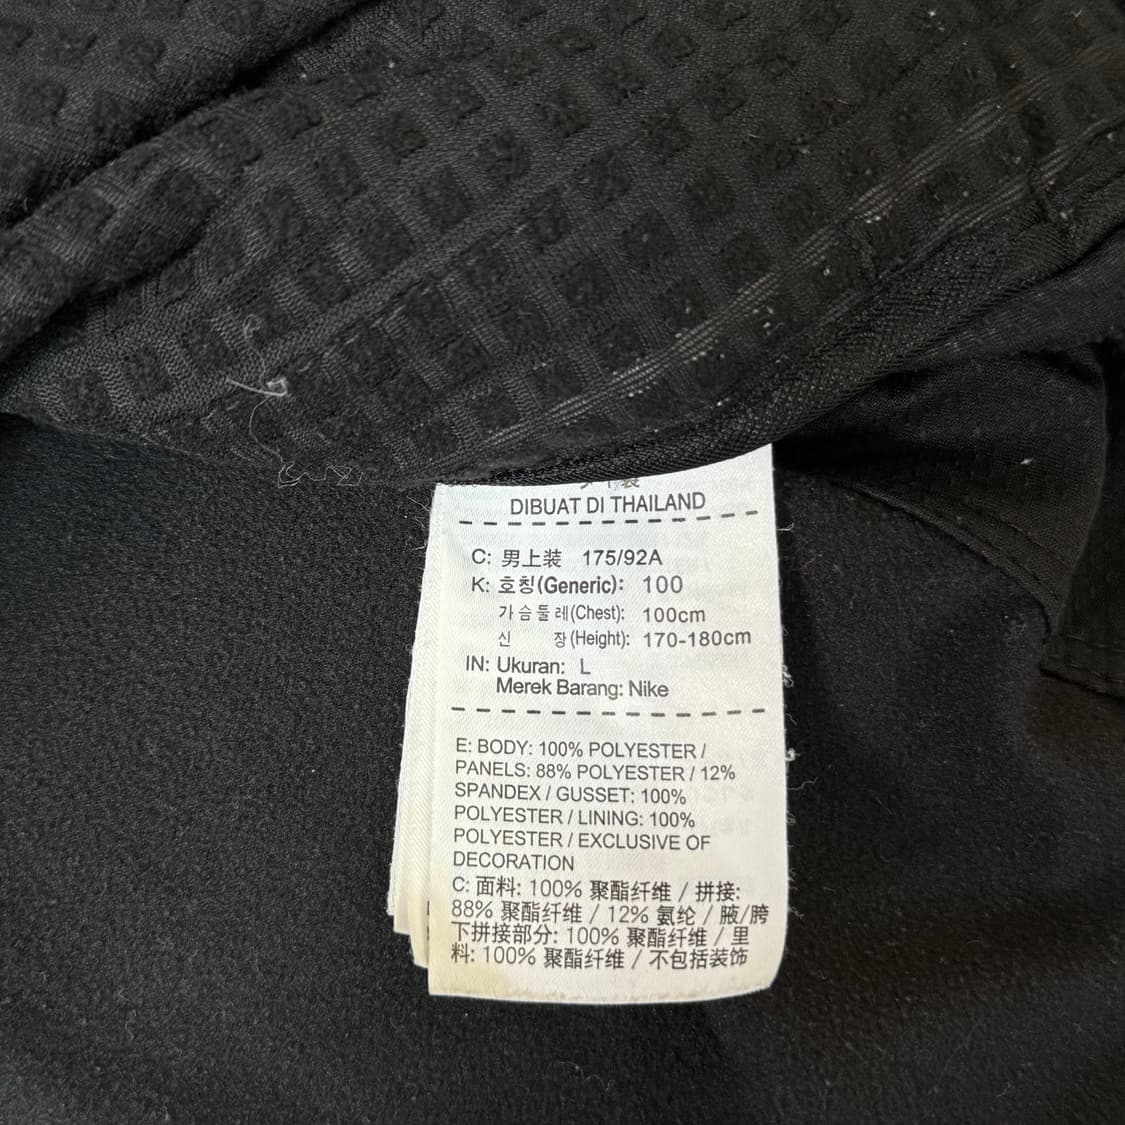 DIBUAT DI THAILAND
C: 男上装 175/92A
K: 호칭(Generic): 100
가슴둘레(Chest): 100cm
신 장(Height): 170-180cm
IN: Ukuran: L
Merek Barang: Nike
E: BODY: 100% POLYESTER /
PANELS: 88% POLYESTER / 12%
SPANDEX / GUSSET: 100%
POLYESTER / LINING: 100%
POLYESTER / EXCLUSIVE OF
DECORATION
C: 面料: 100% 聚酯纤维 / 拼接:
88% 聚酯纤维 / 12% 氨纶 / 腋/胯
下拼接部分: 100% 聚酯纤维 / 里
料: 100% 聚酯纤维 / 不包括装饰